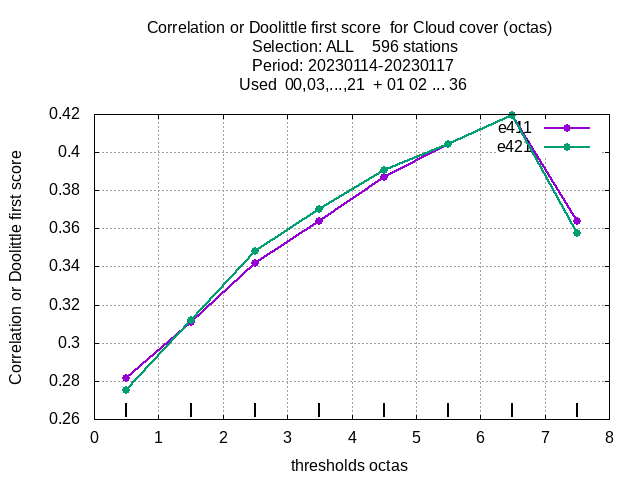 Correlation or Doolittle first score  for Cloud cover (octas)
Selection: ALL    596 stations
Period: 20230114-20230117
Used  00,03,...,21  + 01 02 ... 36
Correlation or Doolittle first score
0.42
0.4
0.38
0.36
0.34
0.32
0.3
0.28
0.26
e411
e421
0 1 2 3 4 5 6 7 8
thresholds octas